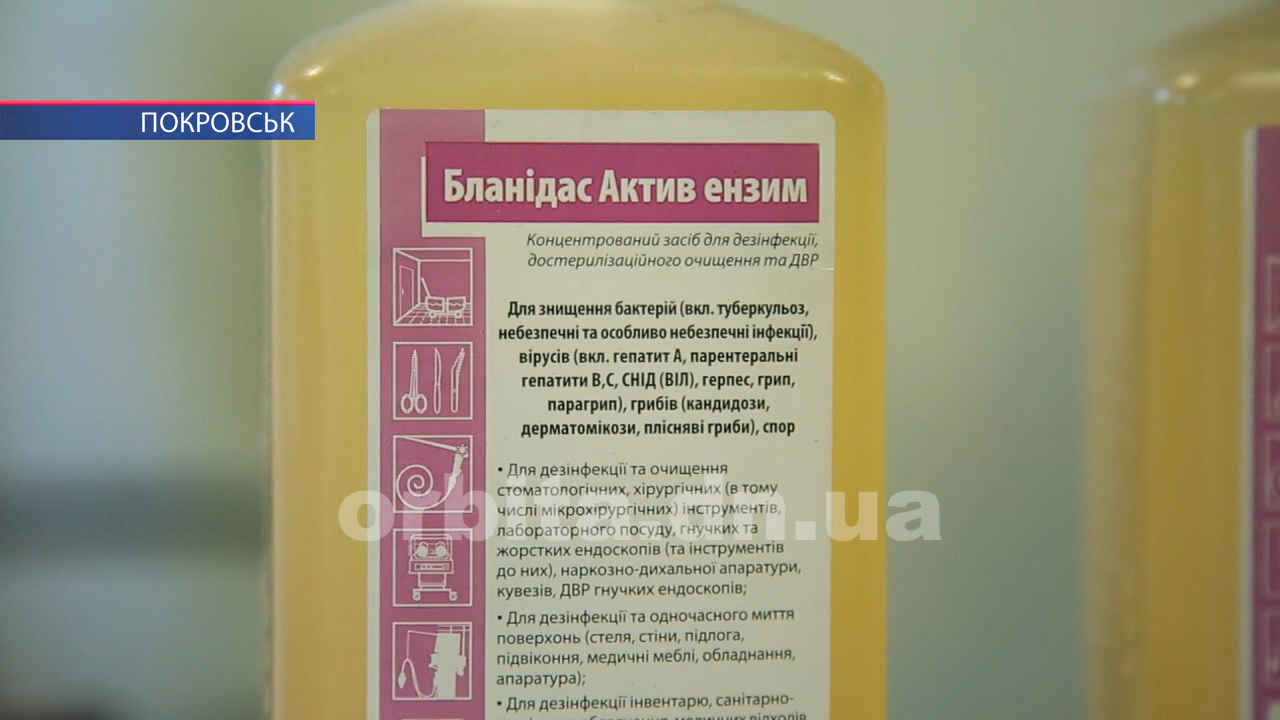 ПОКРОВСЬК
Бланідас Актив ензим
Концентрований засіб для дезінфекції,
достерилізаційного очищення та ДВР
Для знищення бактерій (вкл. туберкульоз,
небезпечні та особливо небезпечні інфекції),
вірусів (вкл. гепатит А, парентеральні
гепатити В,С, СНІД (ВІЛ), герпес, грип,
парагрип), грибів (кандидози,
дерматомікози, плісняві гриби), спор
• Для дезінфекції та очищення
стоматологічних, хірургічних (в тому
числі мікрохірургічних) інструментів,
orbita.dn.ua
лабораторного посуду, гнучких та
жорстких ендоскопів (та інструментів
до них), наркозно-дихальної апаратури,
кувезів, ДВР гнучких ендоскопів;
• Для дезінфекції та одночасного миття
поверхонь (стеля, стіни, підлога,
підвіконня, медичні меблі, обладнання,
апаратура);
• Для дезінфекції інвентарю, санітарно-